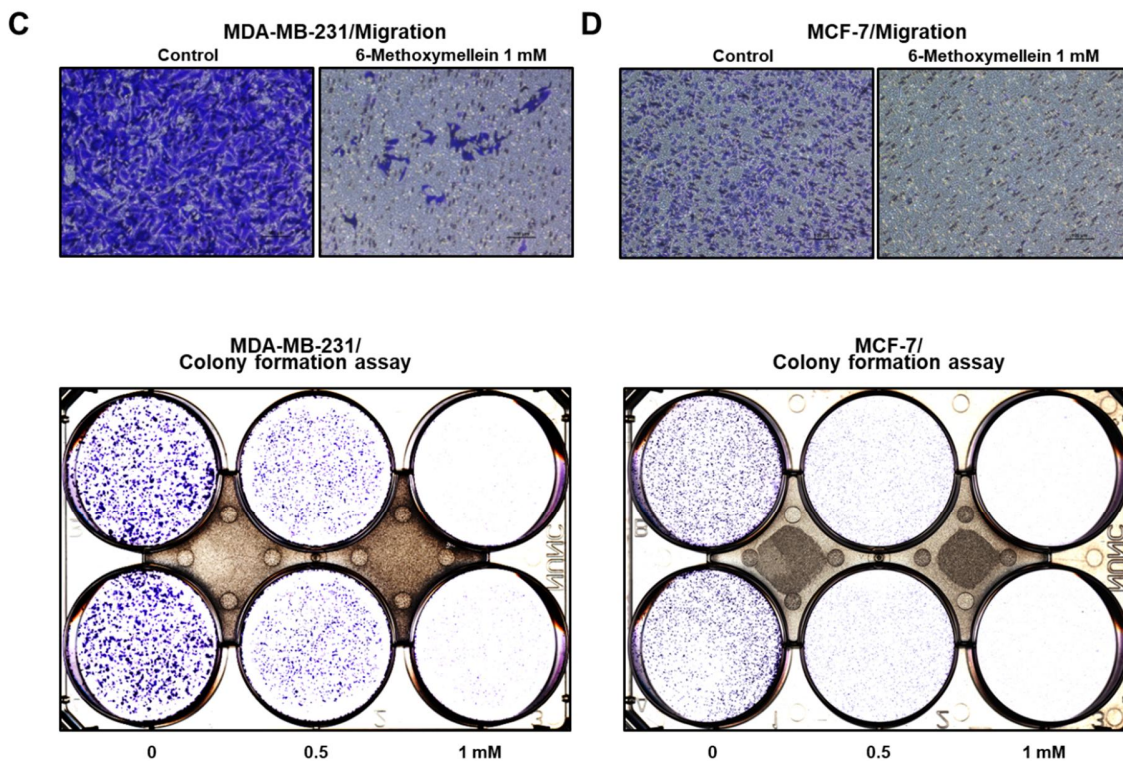 C
MDA-MB-231/Migration
Control 6-Methoxymellein 1 mM
D
MCF-7/Migration
Control 6-Methoxymellein 1 mM
MDA-MB-231/
Colony formation assay
MCF-7/
Colony formation assay
0 0.5 1 mM
0 0.5 1 mM